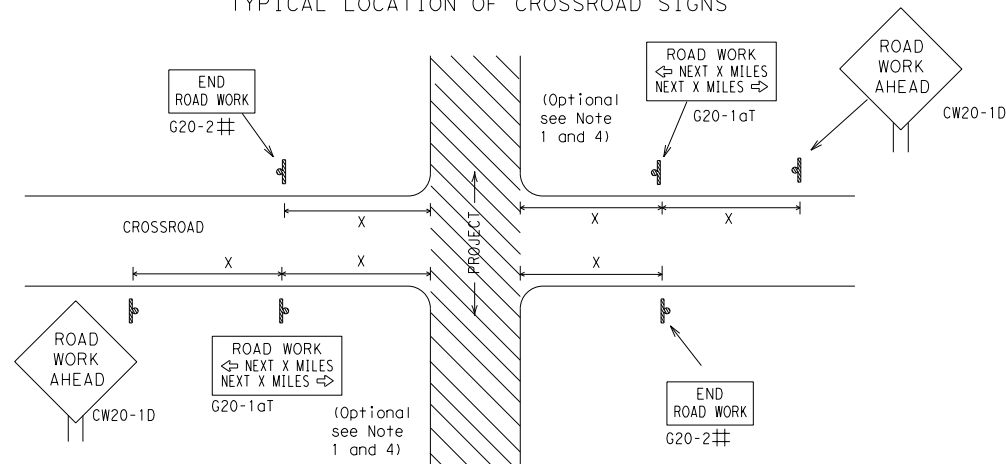 TYPICAL LOCATION OF CROSSROAD SIGNS
END
ROAD WORK
G20-2#
(Optional
see Note
1 and 4)
ROAD WORK
⇦ NEXT X MILES
NEXT X MILES ⇨
G20-1aT
ROAD
WORK
AHEAD
CW20-1D
X
X
X
CROSSROAD
PROJECT
X
X
X
ROAD
WORK
AHEAD
CW20-1D
ROAD WORK
⇦ NEXT X MILES
NEXT X MILES ⇨
G20-1aT
(Optional
see Note
1 and 4)
END
ROAD WORK
G20-2#